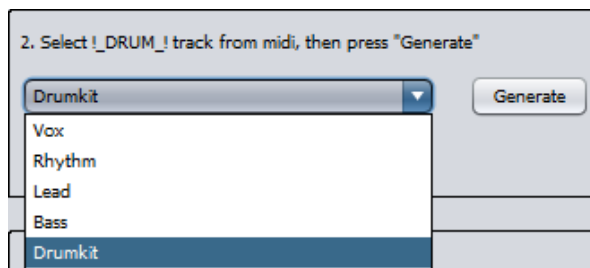 2. Select !_DRUM_! track from midi, then press "Generate"
Drumkit Generate
Vox
Rhythm
Lead
Bass
Drumkit